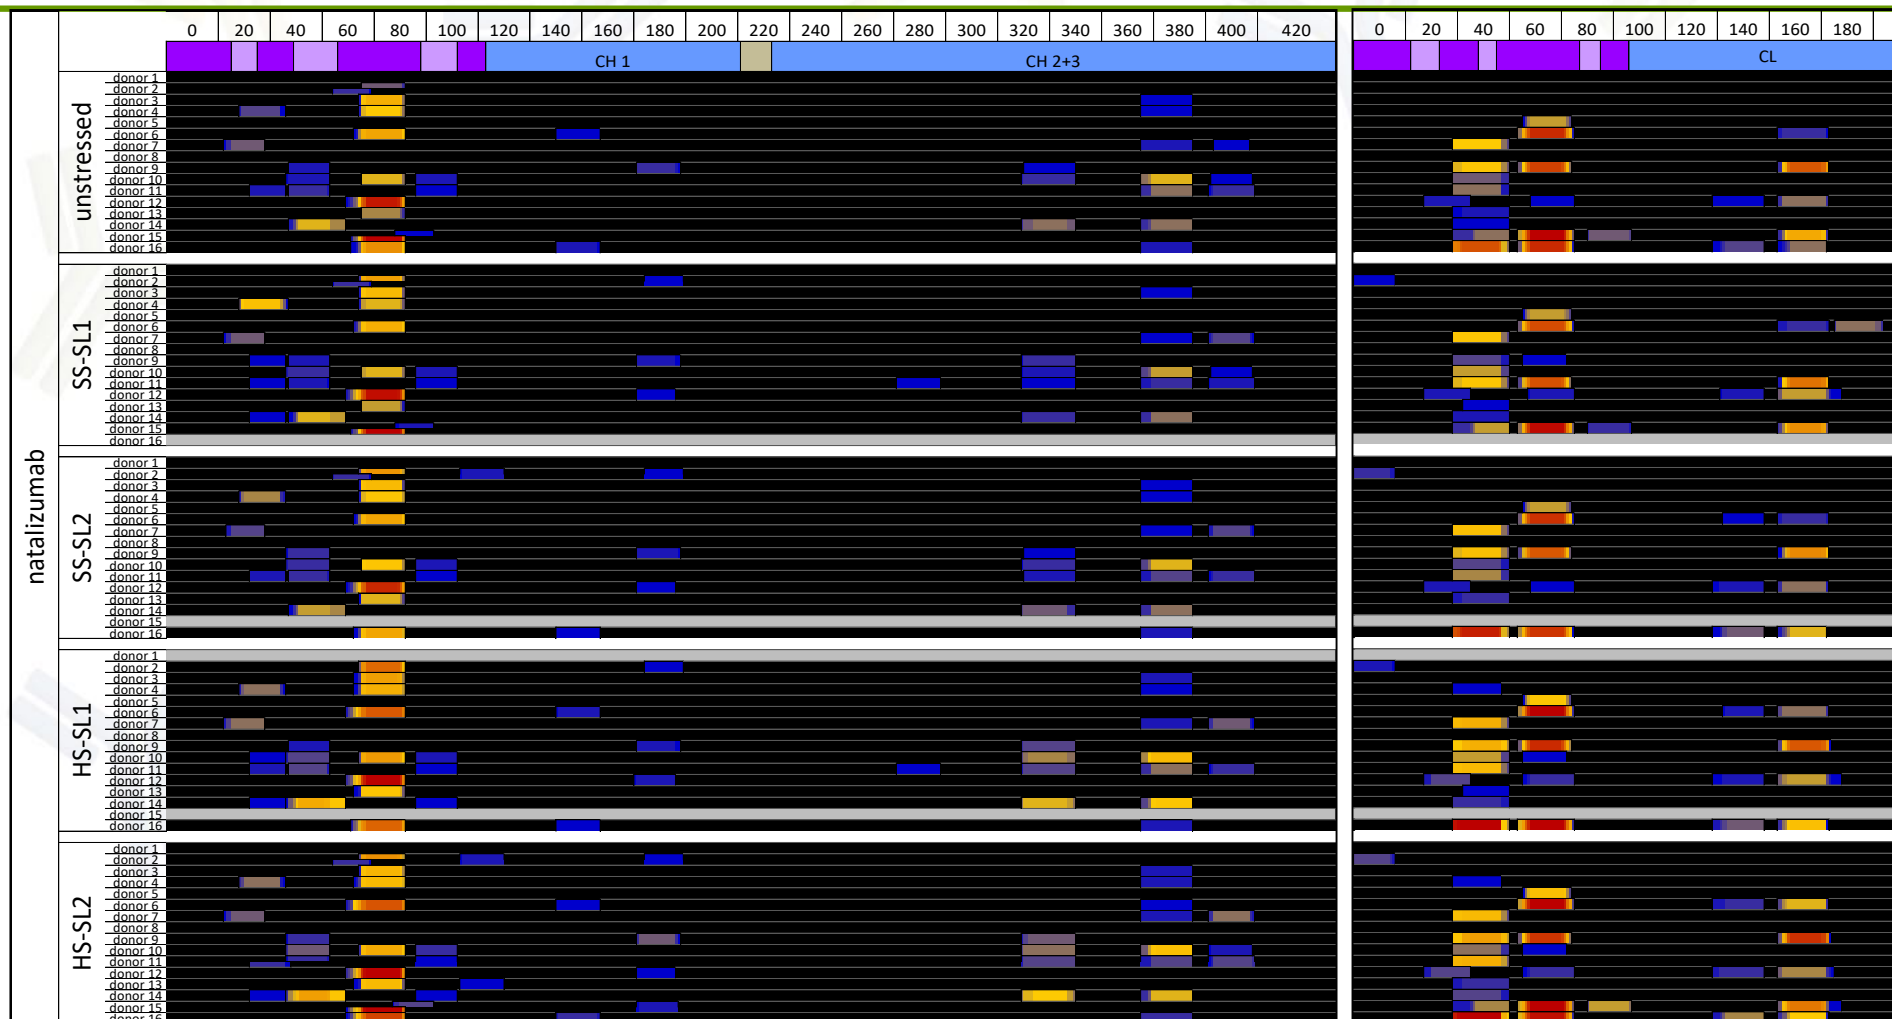 0 20 40 60 80 100 120 140 160 180 200 220 240 260 280 300 320 340 360 380 400 420 0 20 40 60 80 100 120 140 160 180
CH 1 CH 2+3 CL
natalizumab
unstressed
donor 1
donor 2
donor 3
donor 4
donor 5
donor 6
donor 7
donor 8
donor 9
donor 10
donor 11
donor 12
donor 13
donor 14
donor 15
donor 16
SS-SL1
donor 1
donor 2
donor 3
donor 4
donor 5
donor 6
donor 7
donor 8
donor 9
donor 10
donor 11
donor 12
donor 13
donor 14
donor 15
donor 16
SS-SL2
donor 1
donor 2
donor 3
donor 4
donor 5
donor 6
donor 7
donor 8
donor 9
donor 10
donor 11
donor 12
donor 13
donor 14
donor 15
donor 16
HS-SL1
donor 1
donor 2
donor 3
donor 4
donor 5
donor 6
donor 7
donor 8
donor 9
donor 10
donor 11
donor 12
donor 13
donor 14
donor 15
donor 16
HS-SL2
donor 1
donor 2
donor 3
donor 4
donor 5
donor 6
donor 7
donor 8
donor 9
donor 10
donor 11
donor 12
donor 13
donor 14
donor 15
donor 16